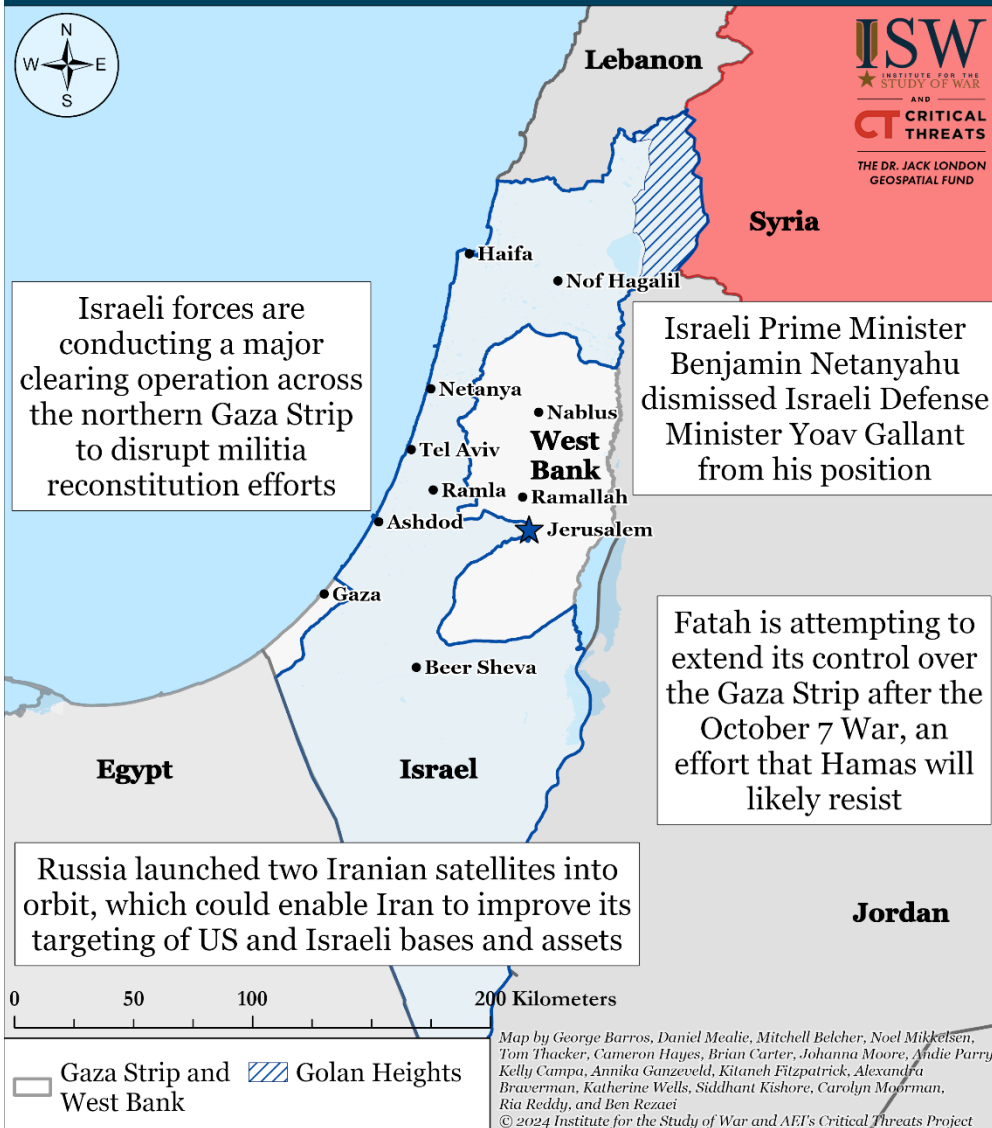 N
W E
S
Lebanon
ISW
INSTITUTE FOR THE
STUDY OF WAR
AND
CT CRITICAL
THREATS
THE DR. JACK LONDON
GEOSPATIAL FUND
Syria
Haifa
Nof Hagalil
Israeli forces are
conducting a major
clearing operation across
the northern Gaza Strip
to disrupt militia
reconstitution efforts
Israeli Prime Minister
Benjamin Netanyahu
dismissed Israeli Defense
Minister Yoav Gallant
from his position
Netanya
Nablus
West
Bank
Tel Aviv
Ramla
Ramallah
Ashdod
Jerusalem
Gaza
Fatah is attempting to
extend its control over
the Gaza Strip after the
October 7 War, an
effort that Hamas will
likely resist
Beer Sheva
Egypt
Israel
Russia launched two Iranian satellites into
orbit, which could enable Iran to improve its
targeting of US and Israeli bases and assets
Jordan
0 50 100 200 Kilometers
Gaza Strip and
West Bank
Golan Heights
Map by George Barros, Daniel Mealie, Mitchell Belcher, Noel Mikkelsen,
Tom Thacker, Cameron Hayes, Brian Carter, Johanna Moore, Andie Parry
Kelly Campa, Annika Ganzeveld, Kitaneh Fitzpatrick, Alexandra
Braverman, Katherine Wells, Siddhant Kishore, Carolyn Moorman,
Ria Reddy, and Ben Rezaei
© 2024 Institute for the Study of War and AEI's Critical Threats Project